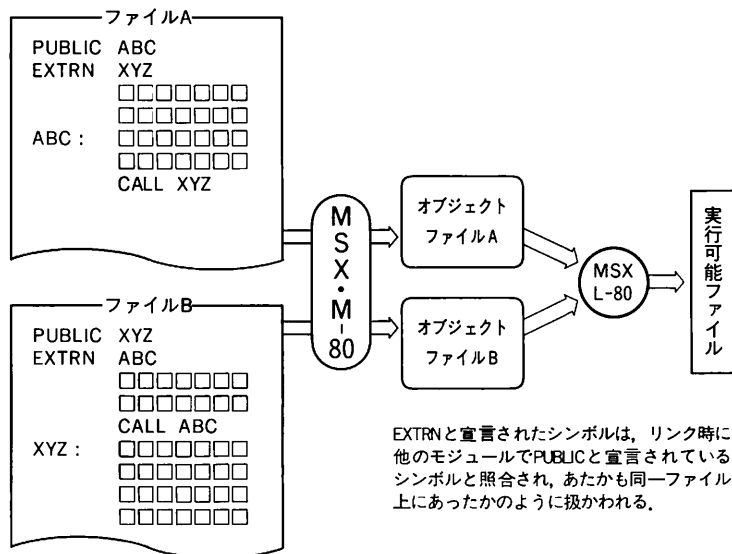 ファイルA
PUBLIC ABC
EXTRN XYZ
□□□□□□□
□□□□□□□
ABC : □□□□□□□
□□□□□□□
CALL XYZ
ファイルB
PUBLIC XYZ
EXTRN ABC
□□□□□□□
□□□□□□□
CALL ABC
XYZ : □□□□□□□
□□□□□□□
□□□□□□□
□□□□□□□
MSX・M-80
オブジェクト
ファイルA
オブジェクト
ファイルB
MSX
L-80
実行可能ファイル
EXTRNと宣言されたシンボルは，リンク時に
他のモジュールでPUBLICと宣言されている
シンボルと照合され，あたかも同一ファイル
上にあったかのように扱かわれる．